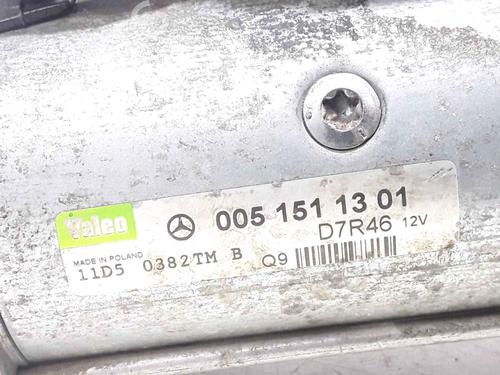 Valeo
005 151 13 01
D7R46 12V
MADE IN POLAND
11D5 0382TM B Q9